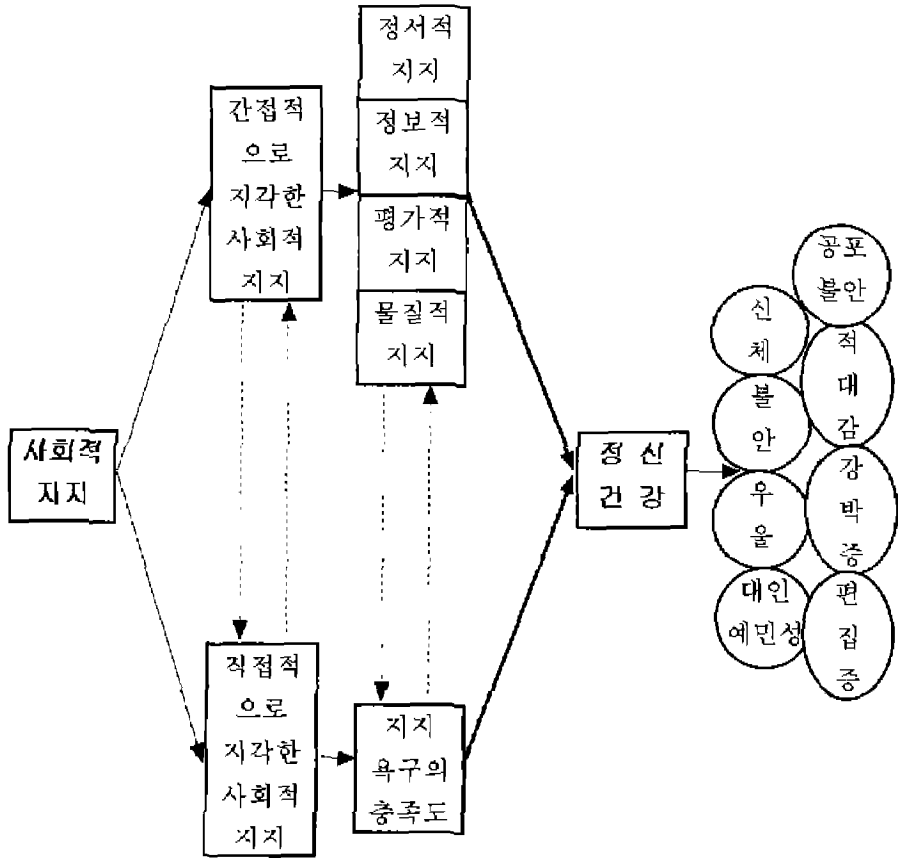 사회적
지지
간접적
으로
지각한
사회적
지지
정서적
지지
정보적
지지
평가적
지지
물질적
지지
직접적
으로
지각한
사회적
지지
지지
욕구의
충족도
정 신
건 강
신
체
불
안
우
울
대인
예민성
공포
불안
적
대
감
강
박
증
편
집
증